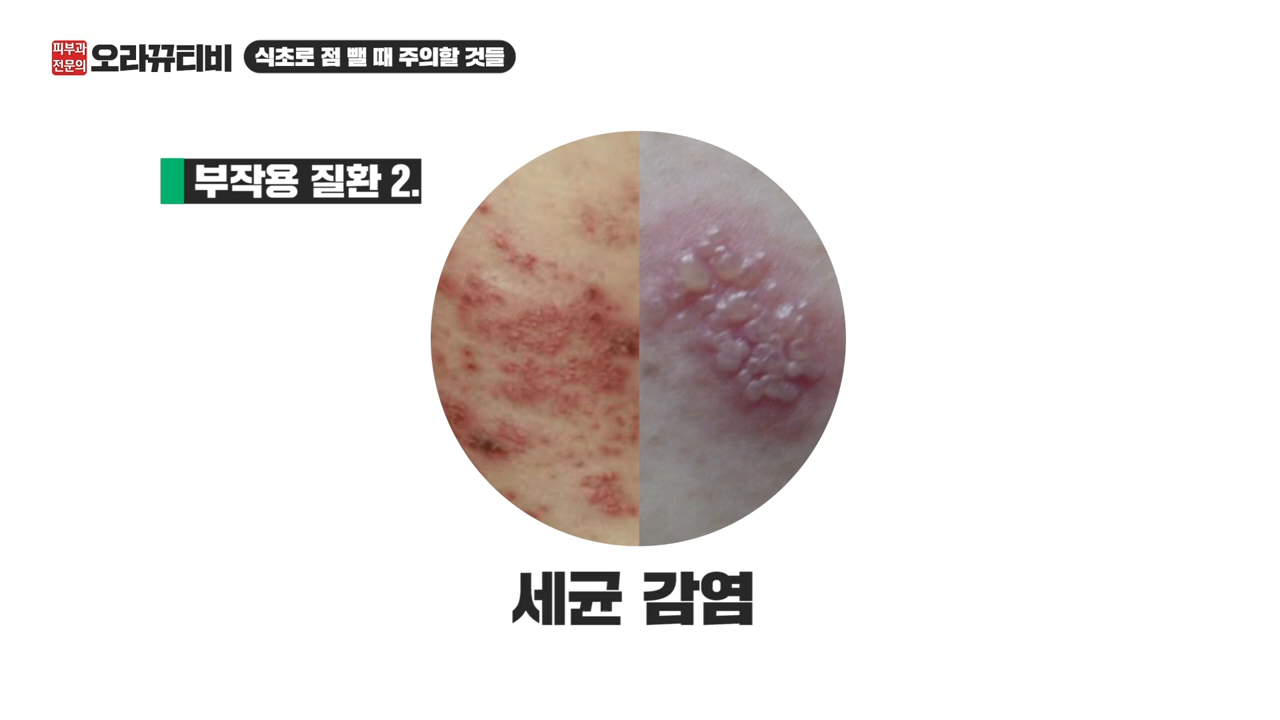 피부과
전문의
오라뀨티비
식초로 점 뺄 때 주의할 것들
부작용 질환 2.
세균 감염